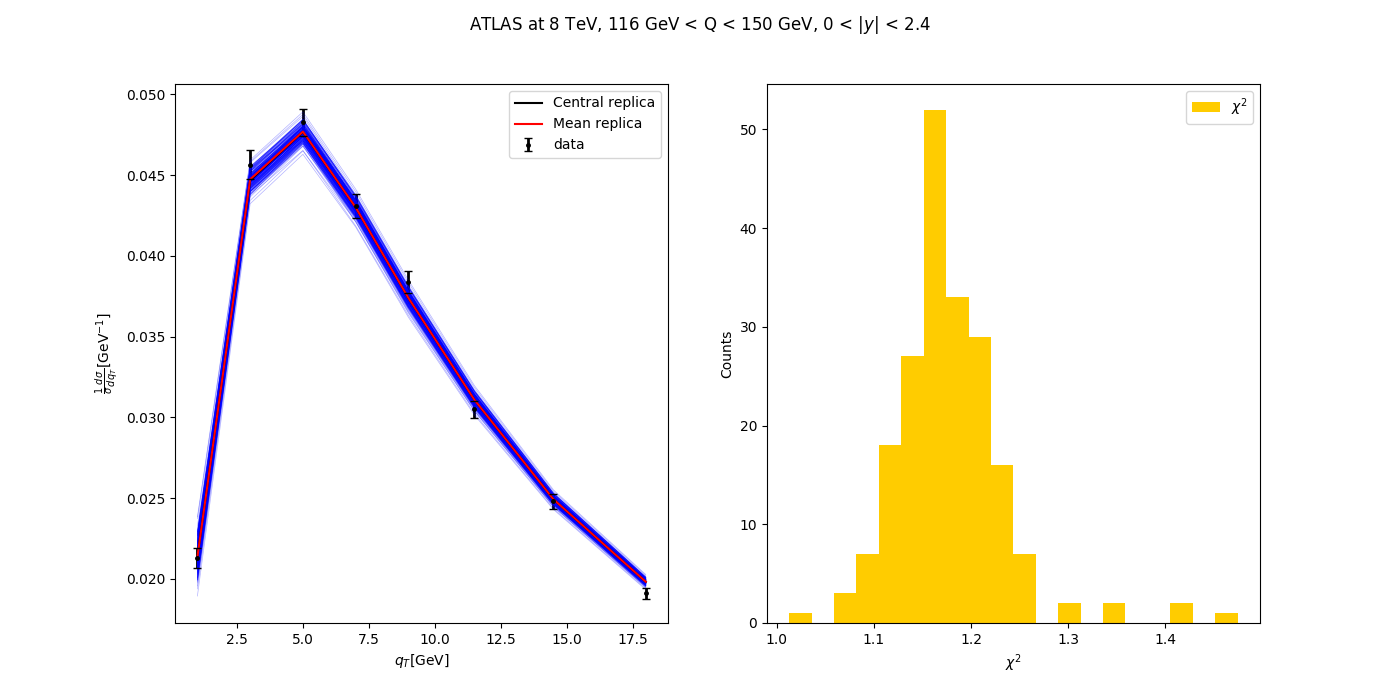 ATLAS at 8 TeV, 116 GeV < Q < 150 GeV, 0 < |y| < 2.4
0.050
0.045
0.040
0.035
0.030
0.025
0.020
2.5 5.0 7.5 10.0 12.5 15.0 17.5
q_T[GeV]
1/σ dσ/dq_T [GeV⁻¹]
Central replica
Mean replica
data
50
40
30
20
10
0
1.0 1.1 1.2 1.3 1.4
χ²
Counts
χ²